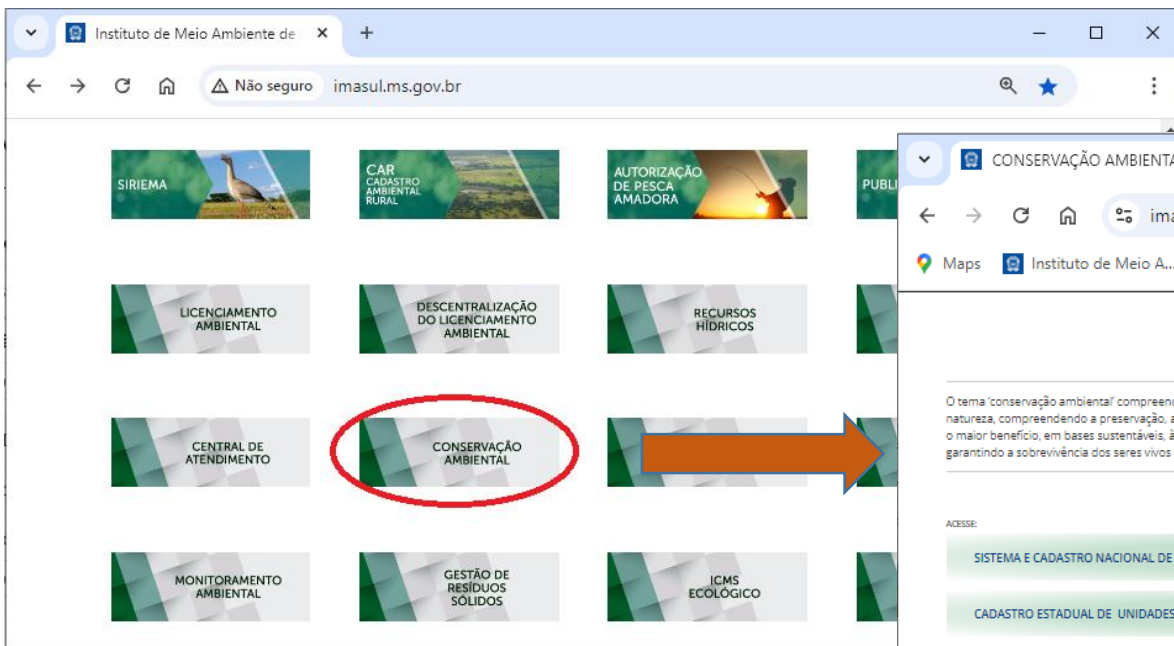 Instituto de Meio Ambiente de
Não seguro imasul.ms.gov.br
SIRIEMA
CAR
CADASTRO
AMBIENTAL
RURAL
AUTORIZAÇÃO
DE PESCA
AMADORA
PUBLI
LICENCIAMENTO
AMBIENTAL
DESCENTRALIZAÇÃO
DO LICENCIAMENTO
AMBIENTAL
RECURSOS
HÍDRICOS
CENTRAL DE
ATENDIMENTO
CONSERVAÇÃO
AMBIENTAL
MONITORAMENTO
AMBIENTAL
GESTÃO DE
RESÍDUOS
SÓLIDOS
ICMS
ECOLÓGICO
CONSERVAÇÃO AMBIENTA
ima
Maps Instituto de Meio A...
O tema 'conservação ambiental' compreend
natureza, compreendendo a preservação, a
o maior benefício, em bases sustentáveis, à
garantindo a sobrevivência dos seres vivos
ACESSE:
SISTEMA E CADASTRO NACIONAL DE
CADASTRO ESTADUAL DE UNIDADES